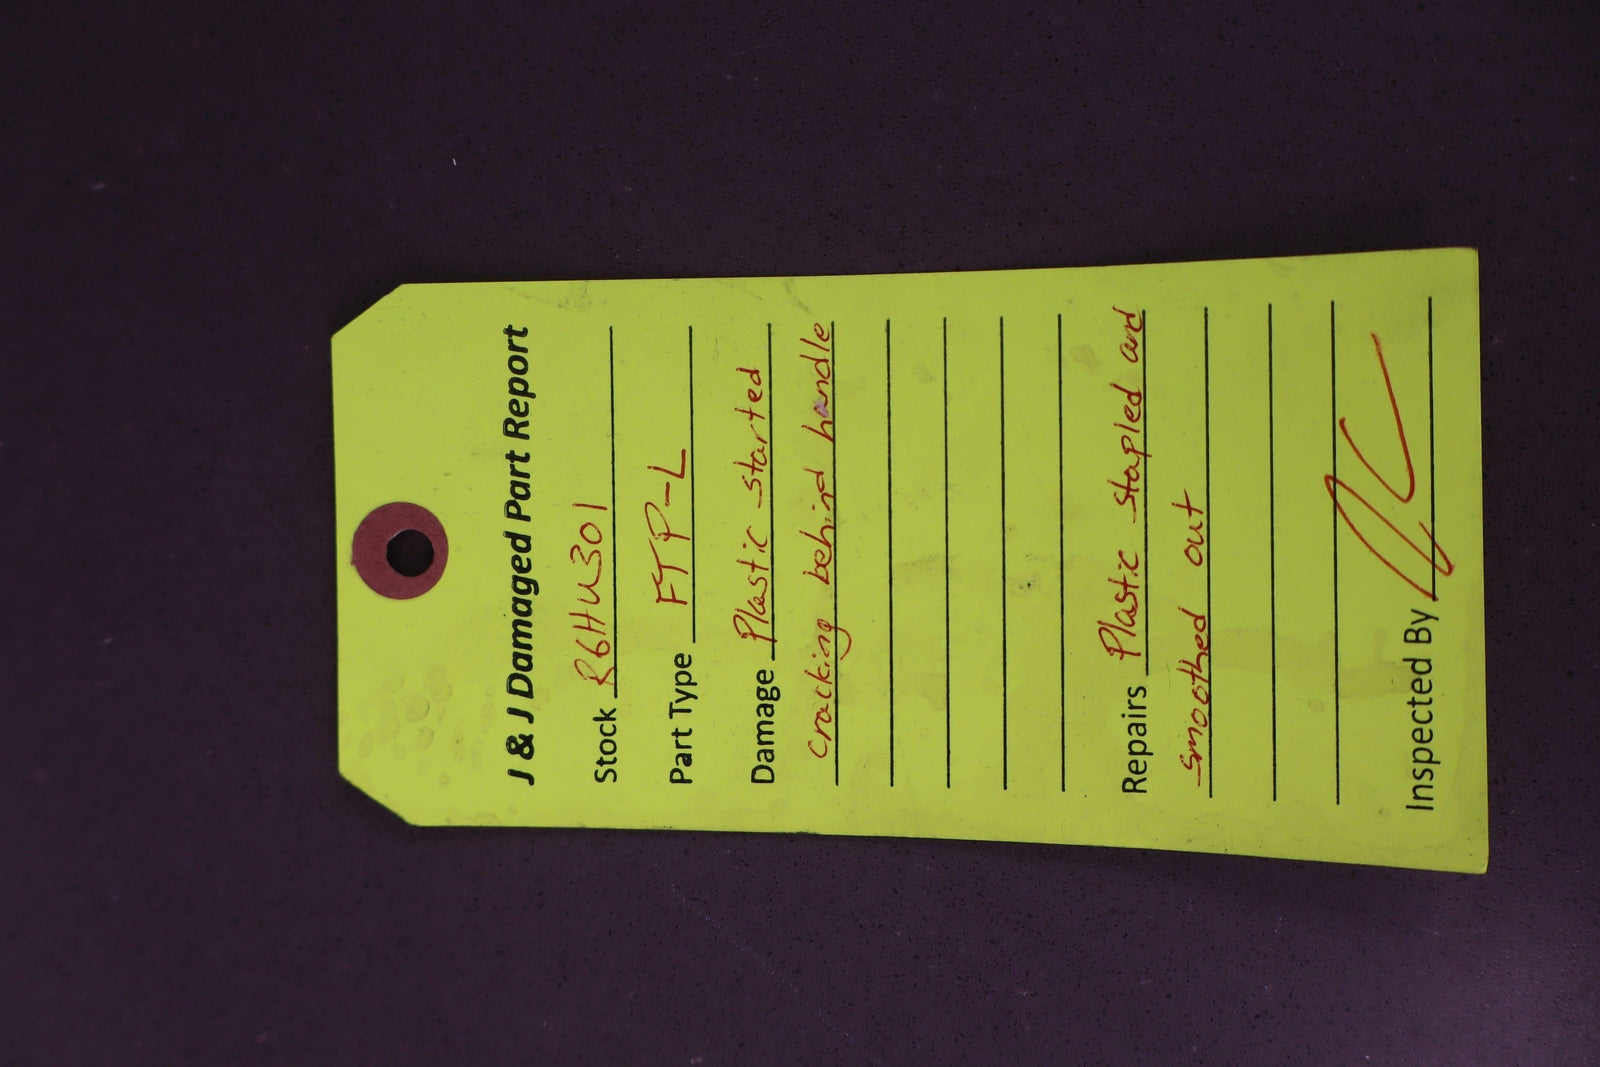 J & J Damaged Part Report
Stock R6HU301
Part Type FTP-L
Damage Plastic started
cracking behind handle
Repairs Plastic stapled and
smoothed out
Inspected By